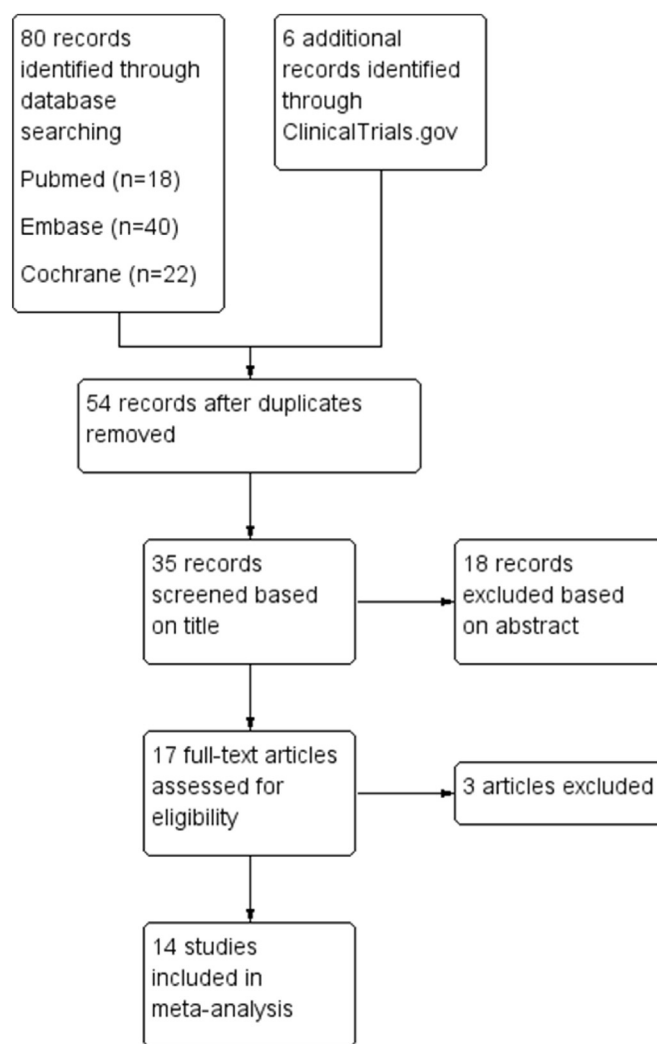 80 records
identified through
database
searching
Pubmed (n=18)
Embase (n=40)
Cochrane (n=22)
6 additional
records identified
through
ClinicalTrials.gov
54 records after duplicates
removed
35 records
screened based
on title
18 records
excluded based
on abstract
17 full-text articles
assessed for
eligibility
3 articles excluded
14 studies
included in
meta-analysis